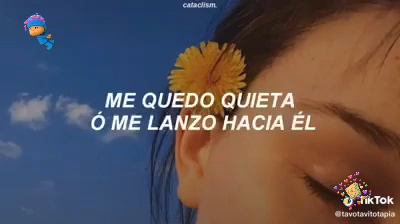 cataclism.
ME QUEDO QUIETA
Ó ME LANZO HACIA ÉL
TikTok
@tavotavitotapia